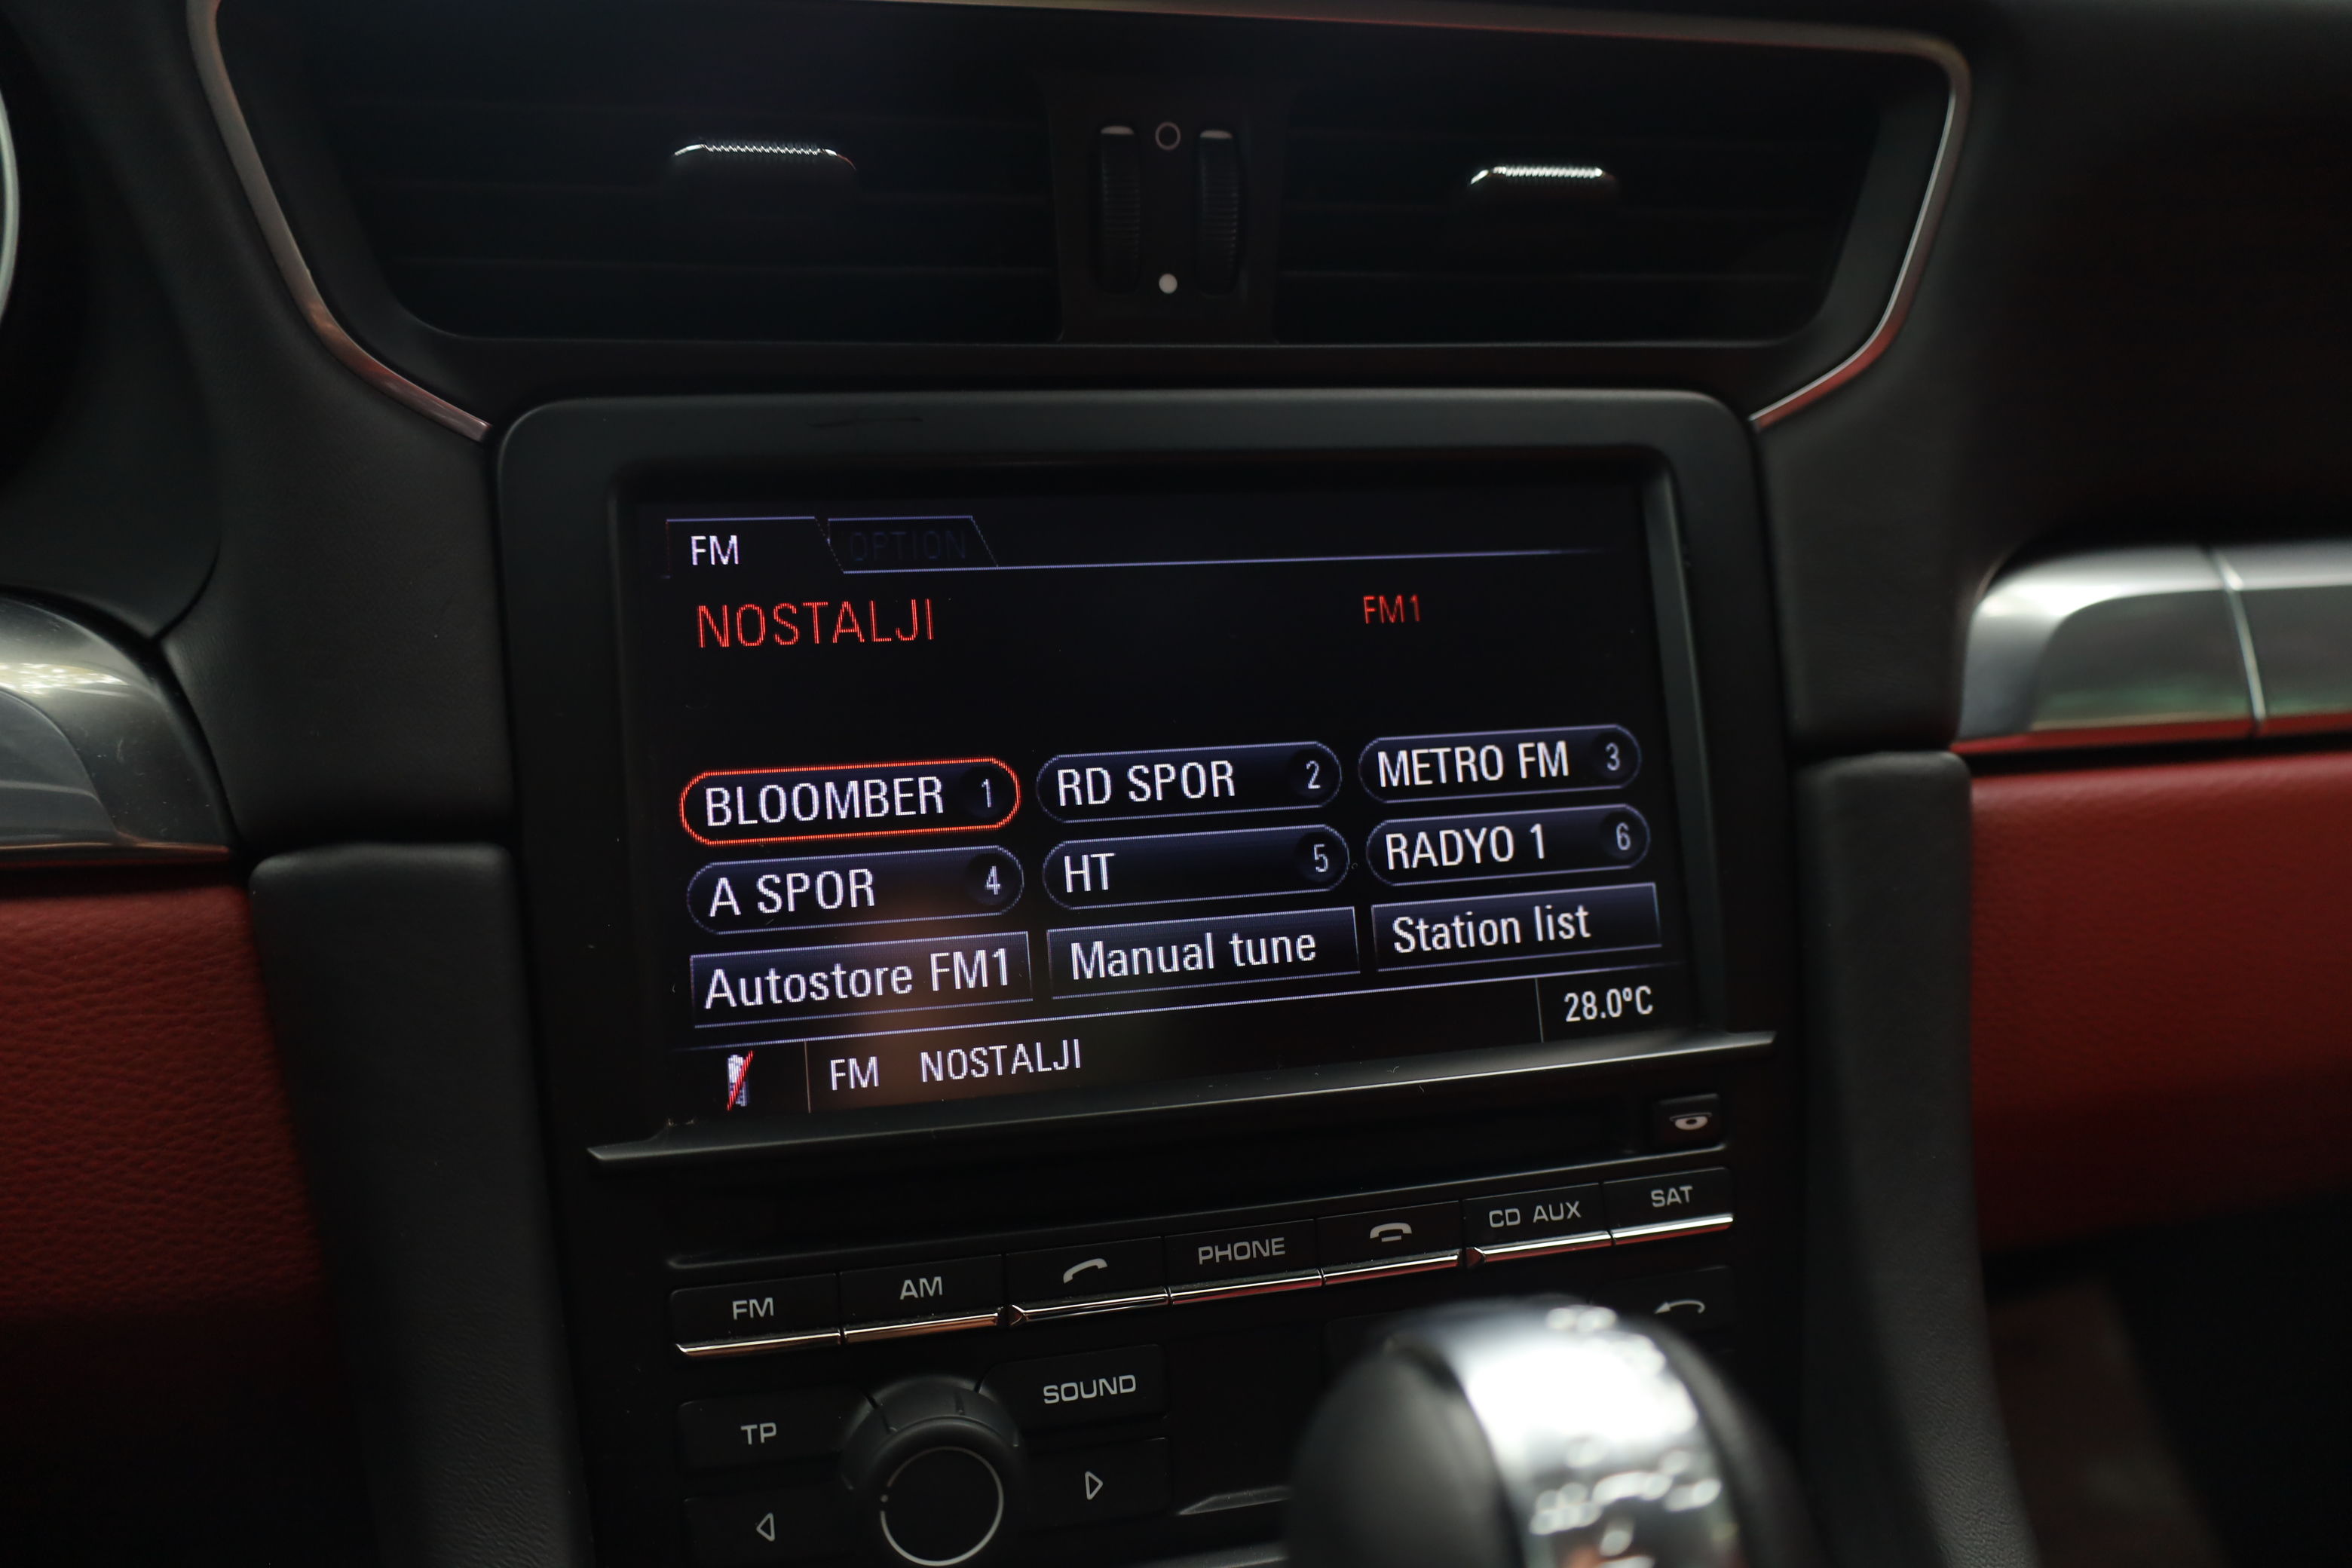 FM OPTION
NOSTALJI FM1
BLOOMBER 1 RD SPOR 2 METRO FM 3
A SPOR 4 HT 5 RADYO 1 6
Autostore FM1 Manual tune Station list
FM NOSTALJI 28.0°C
FM AM PHONE CD AUX SAT
TP SOUND